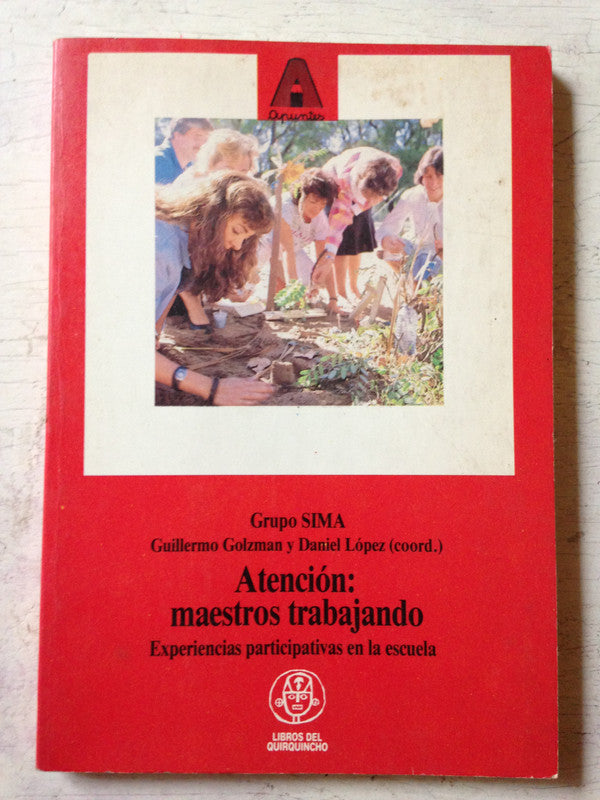 Apuntes
Grupo SIMA
Guillermo Golzman y Daniel López (coord.)
Atención:
maestros trabajando
Experiencias participativas en la escuela
LIBROS DEL
QUIRQUINCHO